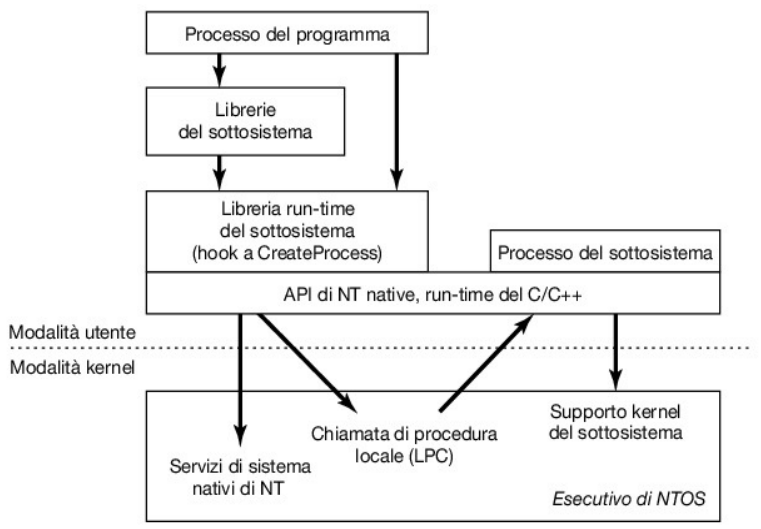 Processo del programma
Librerie
del sottosistema
Libreria run-time
del sottosistema
(hook a CreateProcess)
Processo del sottosistema
API di NT native, run-time del C/C++
Modalità utente
Modalità kernel
Supporto kernel
del sottosistema
Chiamata di procedura
locale (LPC)
Servizi di sistema
nativi di NT
Esecutivo di NTOS